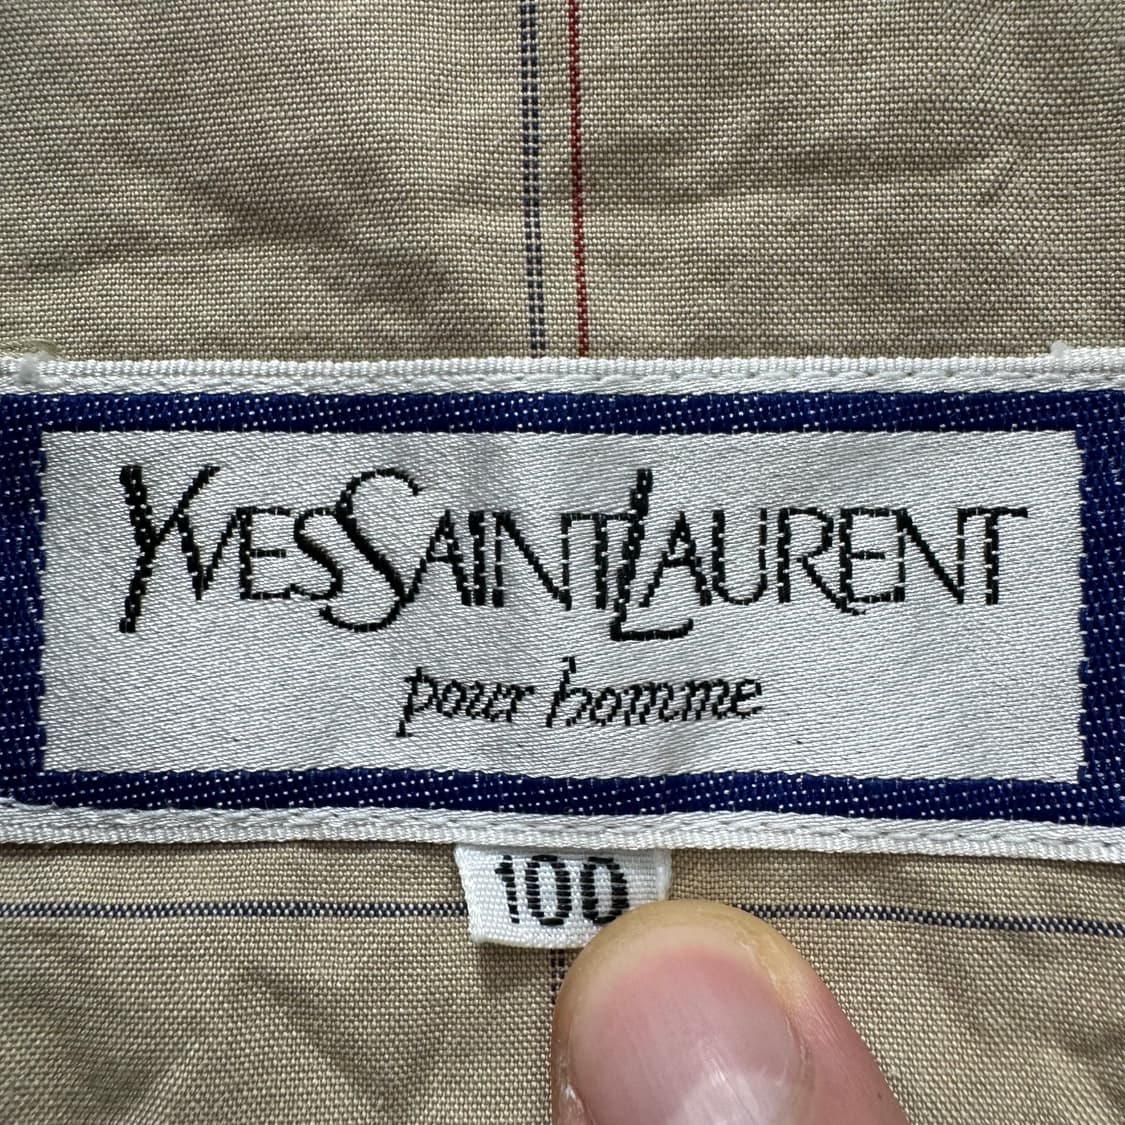 YVES SAINT LAURENT
pour homme
100